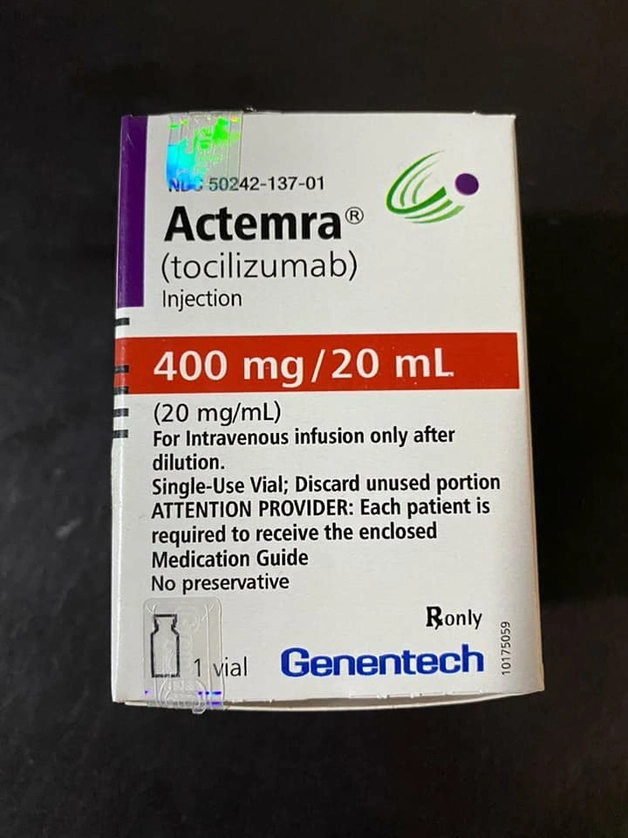 NDC 50242-137-01
Actemra®
(tocilizumab)
Injection
400 mg/20 mL
(20 mg/mL)
For Intravenous infusion only after
dilution.
Single-Use Vial; Discard unused portion
ATTENTION PROVIDER: Each patient is
required to receive the enclosed
Medication Guide
No preservative
℞only
1 vial
Genentech
10175059